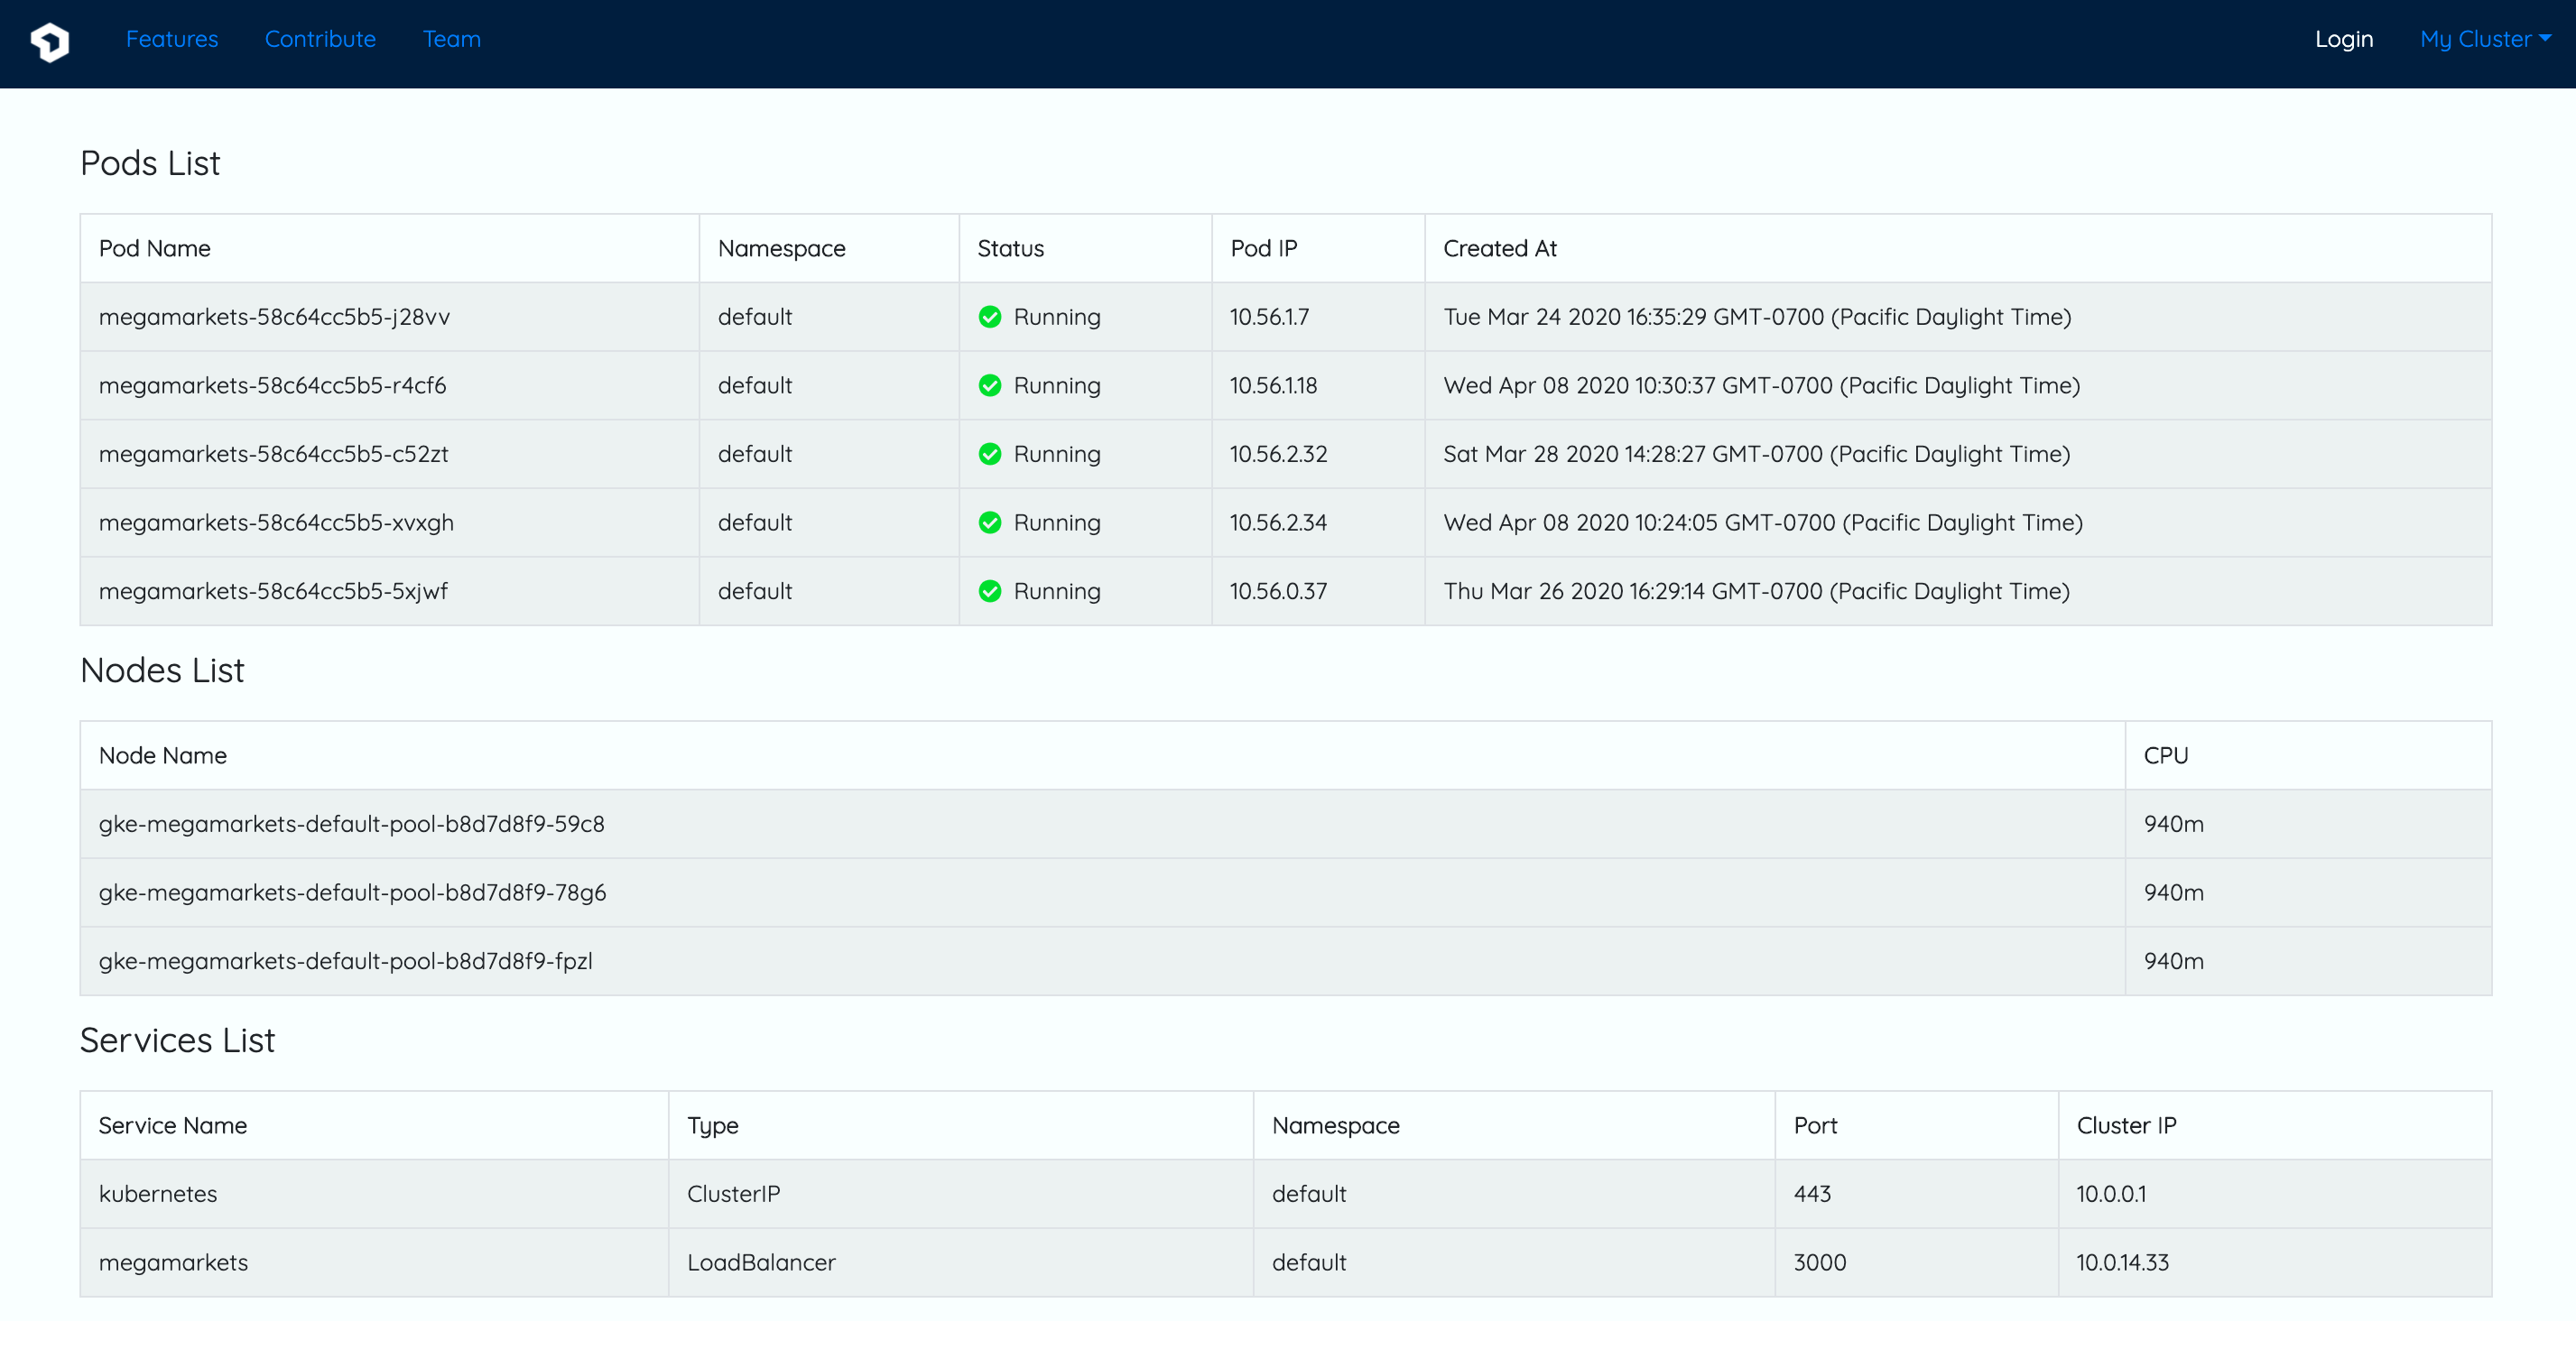 Features Contribute Team Login My Cluster
Pods List
Pod Name Namespace Status Pod IP Created At
megamarkets-58c64cc5b5-j28vv default Running 10.56.1.7 Tue Mar 24 2020 16:35:29 GMT-0700 (Pacific Daylight Time)
megamarkets-58c64cc5b5-r4cf6 default Running 10.56.1.18 Wed Apr 08 2020 10:30:37 GMT-0700 (Pacific Daylight Time)
megamarkets-58c64cc5b5-c52zt default Running 10.56.2.32 Sat Mar 28 2020 14:28:27 GMT-0700 (Pacific Daylight Time)
megamarkets-58c64cc5b5-xvxgh default Running 10.56.2.34 Wed Apr 08 2020 10:24:05 GMT-0700 (Pacific Daylight Time)
megamarkets-58c64cc5b5-5xjwf default Running 10.56.0.37 Thu Mar 26 2020 16:29:14 GMT-0700 (Pacific Daylight Time)
Nodes List
Node Name CPU
gke-megamarkets-default-pool-b8d7d8f9-59c8 940m
gke-megamarkets-default-pool-b8d7d8f9-78g6 940m
gke-megamarkets-default-pool-b8d7d8f9-fpzl 940m
Services List
Service Name Type Namespace Port Cluster IP
kubernetes ClusterIP default 443 10.0.0.1
megamarkets LoadBalancer default 3000 10.0.14.33